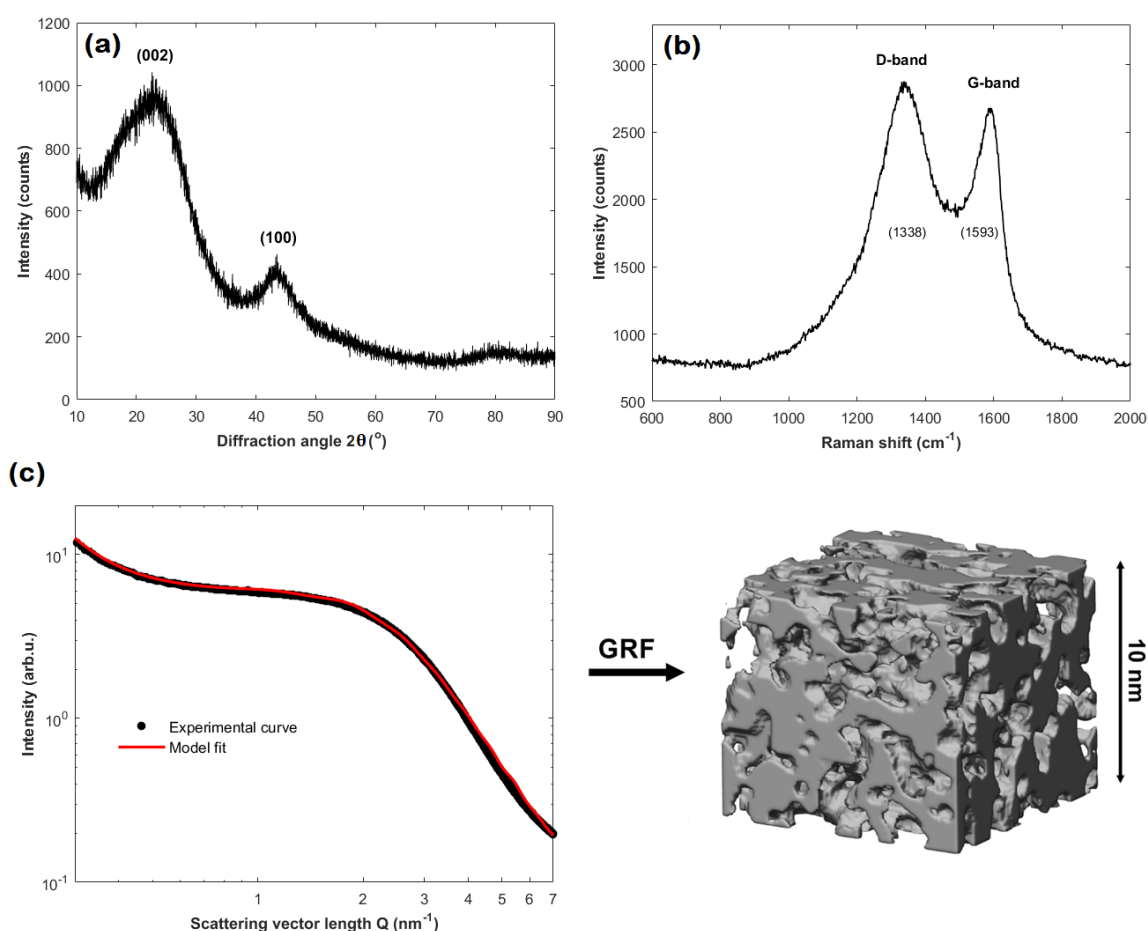 (a)
(002)
(100)
Intensity (counts)
1200
1000
800
600
400
200
0
10 20 30 40 50 60 70 80 90
Diffraction angle 2θ(°)
(b)
D-band
G-band
(1338) (1593)
Intensity (counts)
3000
2500
2000
1500
1000
500
600 800 1000 1200 1400 1600 1800 2000
Raman shift (cm⁻¹)
(c)
Intensity (arb.u.)
10¹
10⁰
10⁻¹
Experimental curve
Model fit
1 2 3 4 5 6 7
Scattering vector length Q (nm⁻¹)
GRF
10 nm